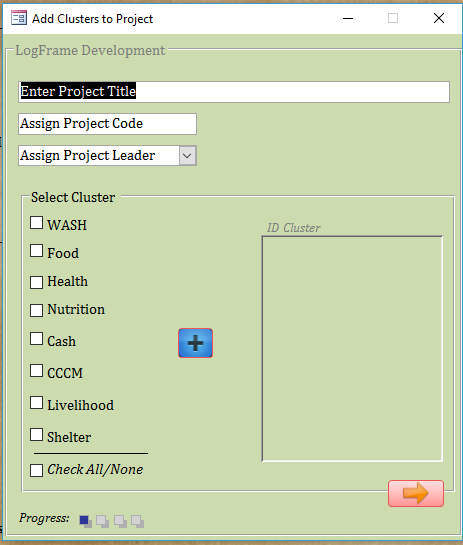 Add Clusters to Project
LogFrame Development
Enter Project Title
Assign Project Code
Assign Project Leader
Select Cluster
WASH
ID Cluster
Food
Health
Nutrition
Cash
CCCM
Livelihood
Shelter
Check All/None
Progress: